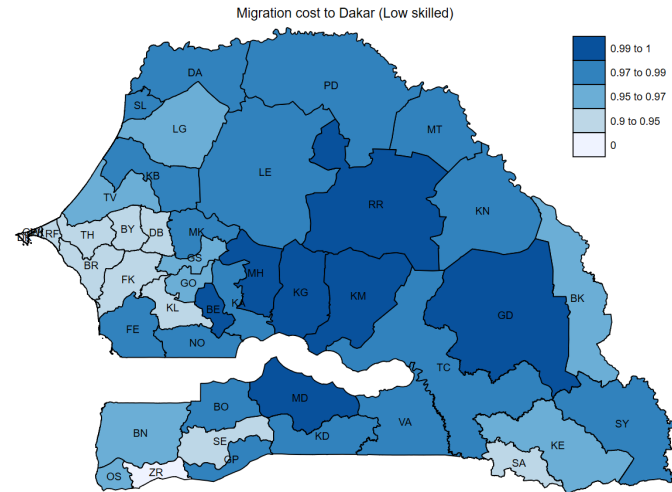 Migration cost to Dakar (Low skilled)
0.99 to 1
0.97 to 0.99
0.95 to 0.97
0.9 to 0.95
0
DA
PD
SL
LG
MT
KB
LE
TV
RR
KN
RF
TH
BY
DB
MK
GS
BR
FK
GO
MH
KG
KM
BK
KL
BE
KA
GD
FE
NO
TC
MD
BO
VA
BN
SE
KD
SY
GP
KE
OS
ZR
SA